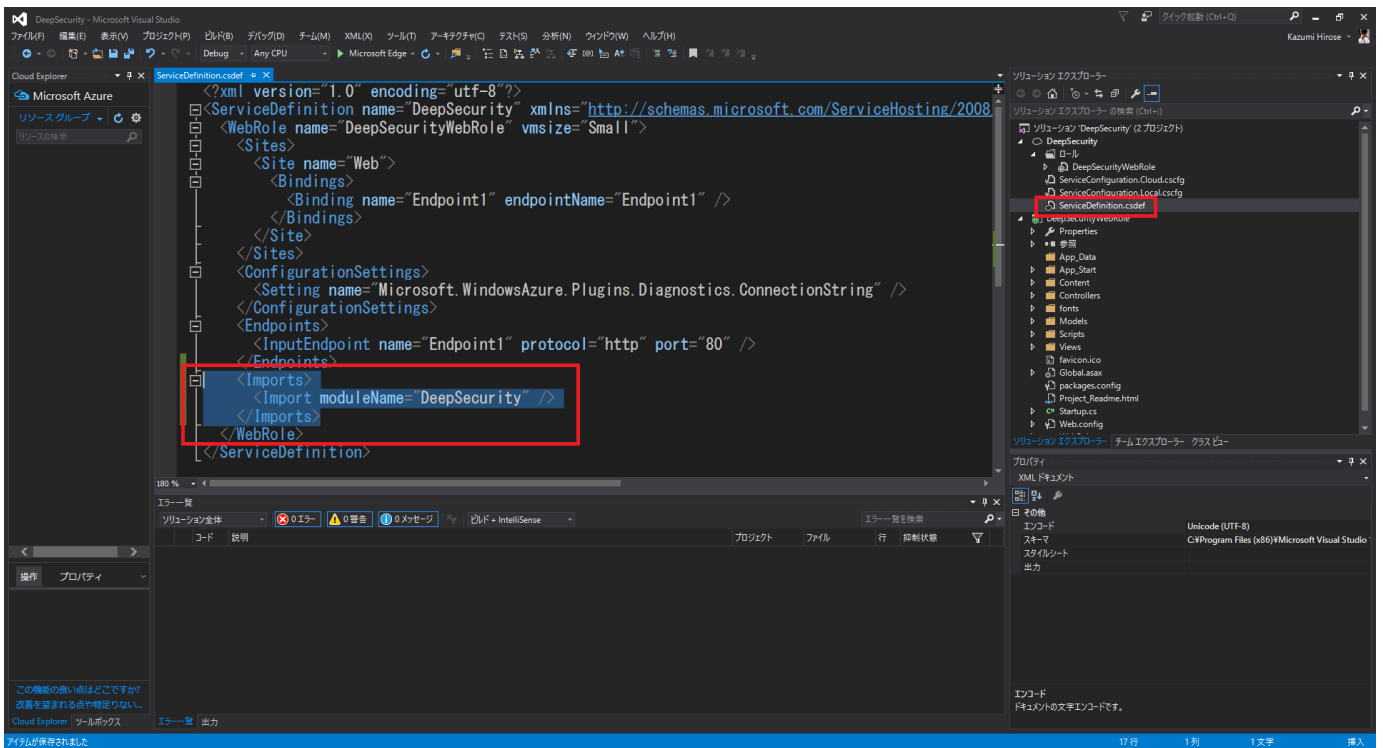 DeepSecurity - Microsoft Visual Studio
クイック起動 (Ctrl+Q)
ファイル(F) 編集(E) 表示(V) プロジェクト(P) ビルド(B) デバッグ(D) チーム(M) XML(X) ツール(T) アーキテクチャ(C) テスト(S) 分析(N) ウィンドウ(W) ヘルプ(H)
Kazumi Hirose
Debug Any CPU Microsoft Edge
Cloud Explorer
Microsoft Azure
リソース グループ
リソースの検索
操作 プロパティ
この機能の良い点はどこですか?
改善を望まれる点や物足りない...
Cloud Explorer ツールボックス
ServiceDefinition.csdef
<?xml version="1.0" encoding="utf-8"?>
<ServiceDefinition name="DeepSecurity" xmlns="http://schemas.microsoft.com/ServiceHosting/2008
<WebRole name="DeepSecurityWebRole" vmsize="Small">
<Sites>
<Site name="Web">
<Bindings>
<Binding name="Endpoint1" endpointName="Endpoint1" />
</Bindings>
</Site>
</Sites>
<ConfigurationSettings>
<Setting name="Microsoft.WindowsAzure.Plugins.Diagnostics.ConnectionString" />
</ConfigurationSettings>
<Endpoints>
<InputEndpoint name="Endpoint1" protocol="http" port="80" />
</Endpoints>
<Imports>
<Import moduleName="DeepSecurity" />
</Imports>
</WebRole>
</ServiceDefinition>
180 %
エラー一覧
ソリューション全体 0 エラー 0 警告 0 メッセージ ビルド + IntelliSense エラー一覧を検索
コード 説明 プロジェクト ファイル 行 抑制状態
エラー一覧 出力
ソリューション エクスプローラー
ソリューション エクスプローラー の検索 (Ctrl+:)
ソリューション 'DeepSecurity' (2 プロジェクト)
DeepSecurity
ロール
DeepSecurityWebRole
ServiceConfiguration.Cloud.cscfg
ServiceConfiguration.Local.cscfg
ServiceDefinition.csdef
DeepSecurityWebRole
Properties
参照
App_Data
App_Start
Content
Controllers
fonts
Models
Scripts
Views
favicon.ico
Global.asax
packages.config
Project_Readme.html
Startup.cs
Web.config
ソリューション エクスプローラー チーム エクスプローラー クラス ビュー
プロパティ
XML ドキュメント
その他
エンコード Unicode (UTF-8)
スキーマ C:¥Program Files (x86)¥Microsoft Visual Studio
スタイルシート
出力
エンコード
ドキュメントの文字エンコードです。
アイテムが保存されました
17 行 1 列 1 文字 挿入